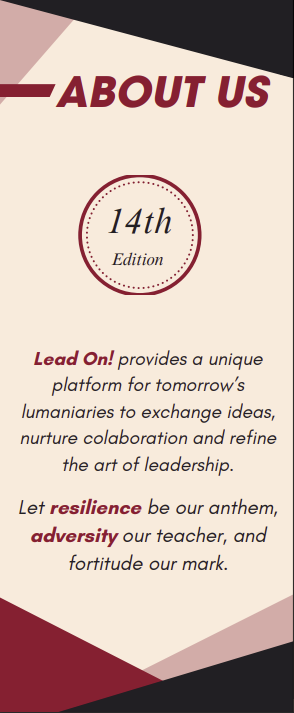 ABOUT US
14th
Edition
Lead On! provides a unique
platform for tomorrow's
lumaniaries to exchange ideas,
nurture colaboration and refine
the art of leadership.
Let resilience be our anthem,
adversity our teacher, and
fortitude our mark.